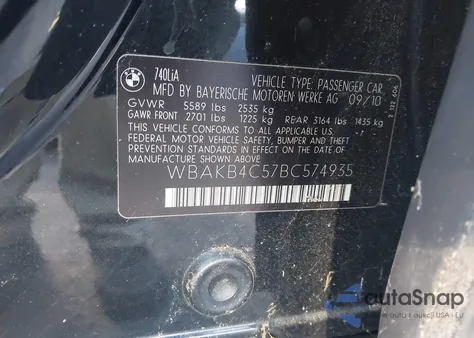 BMW
740LiA
VEHICLE TYPE: PASSENGER CAR
MFD BY BAYERISCHE MOTOREN WERKE AG 09/10
GVWR 5589 lbs 2535 kg
GAWR FRONT 2701 lbs 1225 kg REAR 3164 lbs 1435 kg
THIS VEHICLE CONFORMS TO ALL APPLICABLE
FEDERAL MOTOR VEHICLE SAFETY, BUMPER AND THEFT
PREVENTION STANDARDS IN EFFECT ON THE DATE OF
MANUFACTURE SHOWN ABOVE.
WBAKB4C57BC574935
autoSnap